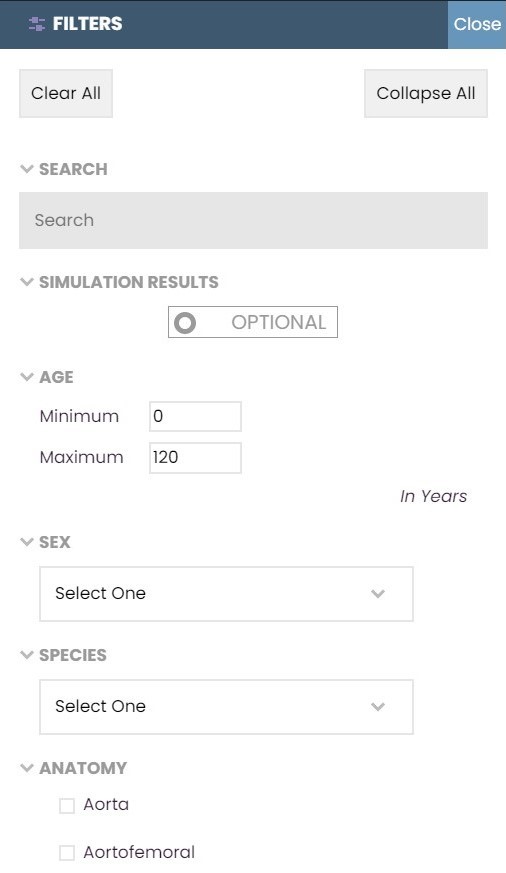 FILTERS
Close
Clear All
Collapse All
SEARCH
Search
SIMULATION RESULTS
OPTIONAL
AGE
Minimum 0
Maximum 120
In Years
SEX
Select One
SPECIES
Select One
ANATOMY
Aorta
Aortofemoral